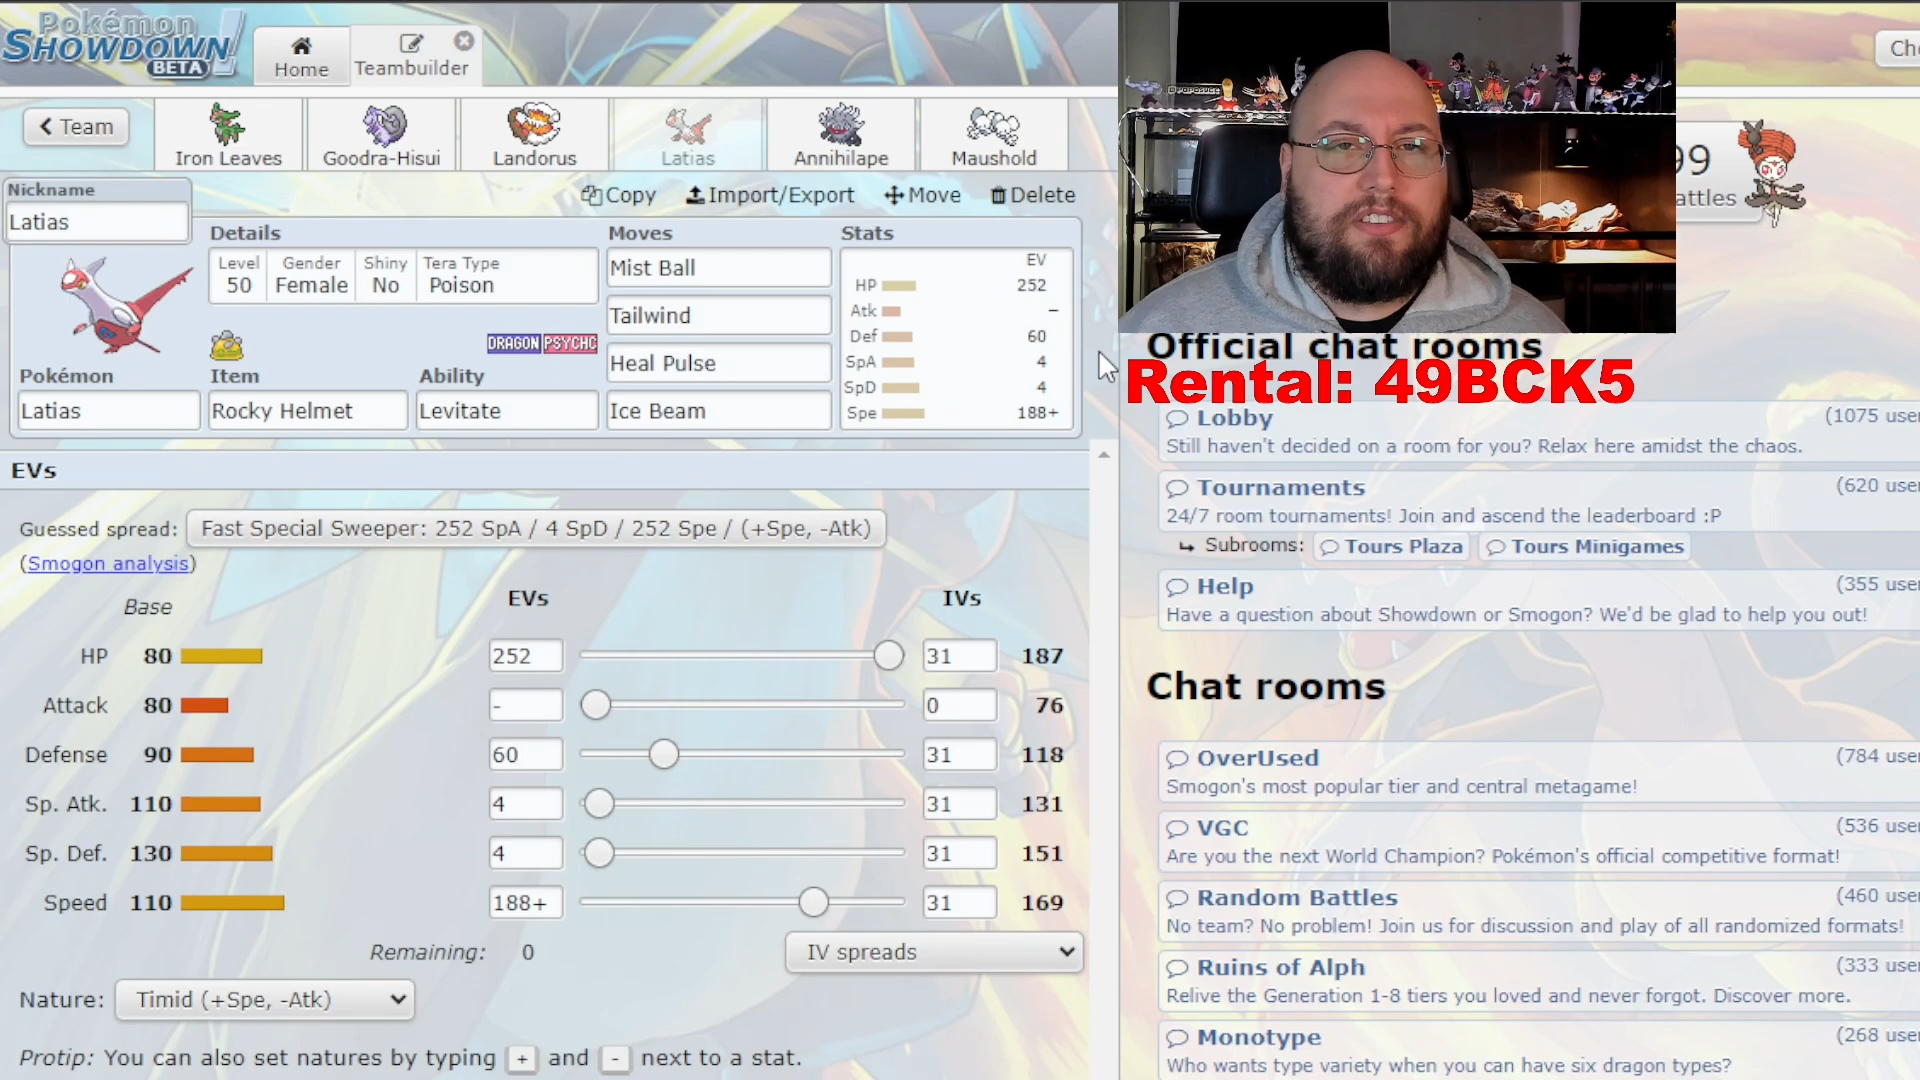 Pokémon
SHOWDOWN!
BETA
Home
Teambuilder
Team
Iron Leaves
Goodra-Hisui
Landorus
Latias
Annihilape
Maushold
Nickname
Latias
Copy
Import/Export
Move
Delete
Details
Level
50
Gender
Female
Shiny
No
Tera Type
Poison
DRAGON
PSYCHC
Pokémon
Latias
Item
Rocky Helmet
Ability
Levitate
Moves
Mist Ball
Tailwind
Heal Pulse
Ice Beam
Stats
EV
HP 252
Atk –
Def 60
SpA 4
SpD 4
Spe 188+
EVs
Guessed spread: Fast Special Sweeper: 252 SpA / 4 SpD / 252 Spe / (+Spe, -Atk)
(Smogon analysis)
Base EVs IVs
HP 80 252 31 187
Attack 80 - 0 76
Defense 90 60 31 118
Sp. Atk. 110 4 31 131
Sp. Def. 130 4 31 151
Speed 110 188+ 31 169
Remaining: 0
IV spreads
Nature: Timid (+Spe, -Atk)
Protip: You can also set natures by typing + and - next to a stat.
Ch
99
attles
Official chat rooms
Rental: 49BCK5
Lobby (1075 user
Still haven't decided on a room for you? Relax here amidst the chaos.
Tournaments (620 user
24/7 room tournaments! Join and ascend the leaderboard :P
Subrooms: Tours Plaza Tours Minigames
Help (355 user
Have a question about Showdown or Smogon? We'd be glad to help you out!
Chat rooms
OverUsed (784 user
Smogon's most popular tier and central metagame!
VGC (536 user
Are you the next World Champion? Pokémon's official competitive format!
Random Battles (460 user
No team? No problem! Join us for discussion and play of all randomized formats!
Ruins of Alph (333 user
Relive the Generation 1-8 tiers you loved and never forgot. Discover more.
Monotype (268 user
Who wants type variety when you can have six dragon types?